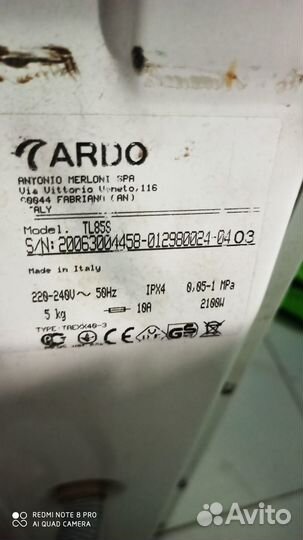 ARDO
ANTONIO MERLONI SPA
Via Vittorio Veneto,116
60044 FABRIANO (AN)
ITALY
Model. TL85S
S/N: 20063004458-012980024-0403
Made in Italy
220-240V ~ 50Hz IPX4 0,05-1 MPa
5 kg 10A 2100W
TYPE: TAEXX40-3
REDMI NOTE 8 PRO
AI QUAD CAMERA
Avito